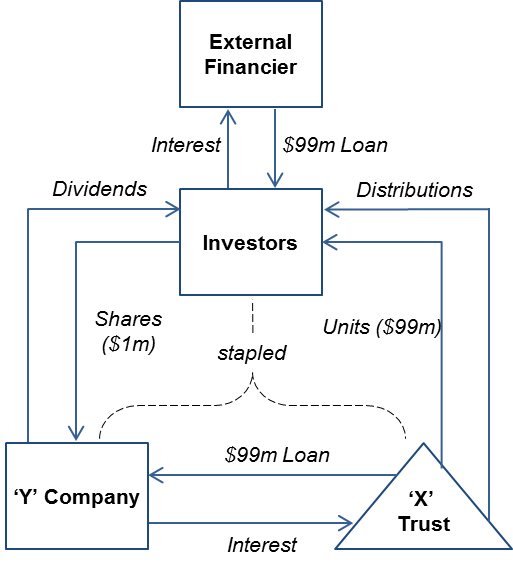 External
Financier
Interest
$99m Loan
Dividends
Distributions
Investors
Shares
($1m)
Units ($99m)
stapled
$99m Loan
‘Y’ Company
‘X’
Trust
Interest